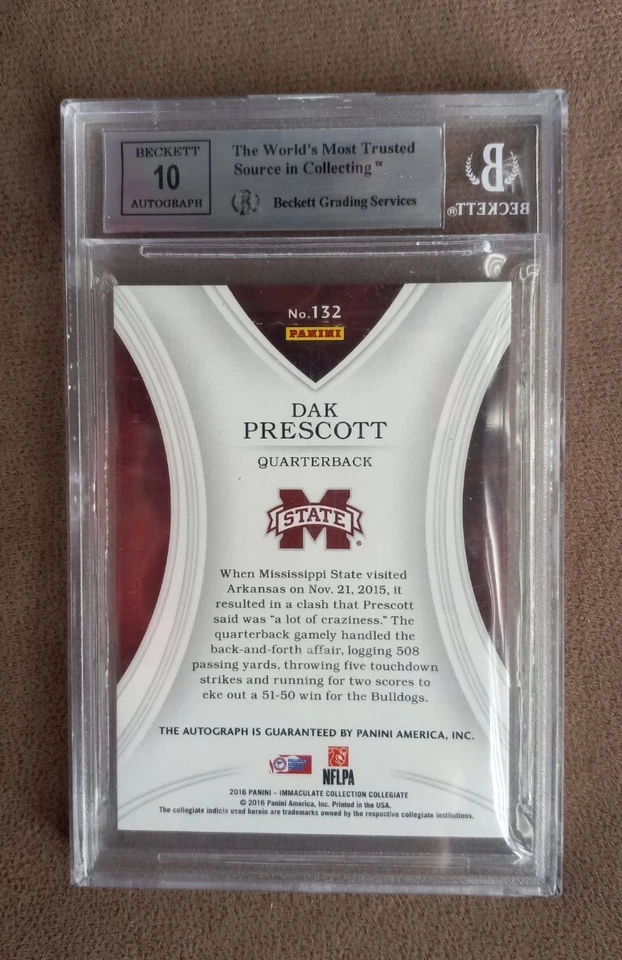 BECKETT
10
AUTOGRAPH
The World's Most Trusted
Source in Collecting™
Beckett Grading Services
B
BECKETT®
No.132
PANINI
DAK
PRESCOTT
QUARTERBACK
M
STATE®
When Mississippi State visited
Arkansas on Nov. 21, 2015, it
resulted in a clash that Prescott
said was "a lot of craziness." The
quarterback gamely handled the
back-and-forth affair, logging 508
passing yards, throwing five touchdown
strikes and running for two scores to
eke out a 51-50 win for the Bulldogs.
THE AUTOGRAPH IS GUARANTEED BY PANINI AMERICA, INC.
NFLPA
2016 PANINI – IMMACULATE COLLECTION COLLEGIATE
© 2016 Panini America, Inc. Printed in the USA.
The collegiate indicia used herein are trademarks owned by the respective collegiate institutions.